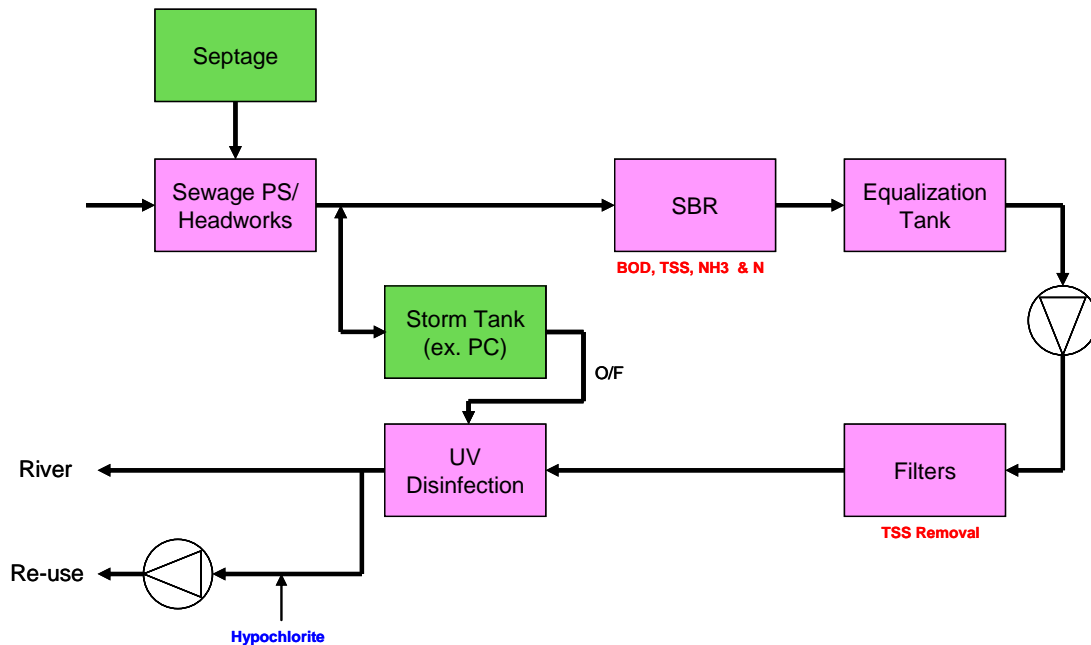 Septage
Sewage PS/
Headworks
SBR
Equalization
Tank
BOD, TSS, NH3 & N
Storm Tank
(ex. PC)
O/F
UV
Disinfection
Filters
TSS Removal
River
Re-use
Hypochlorite